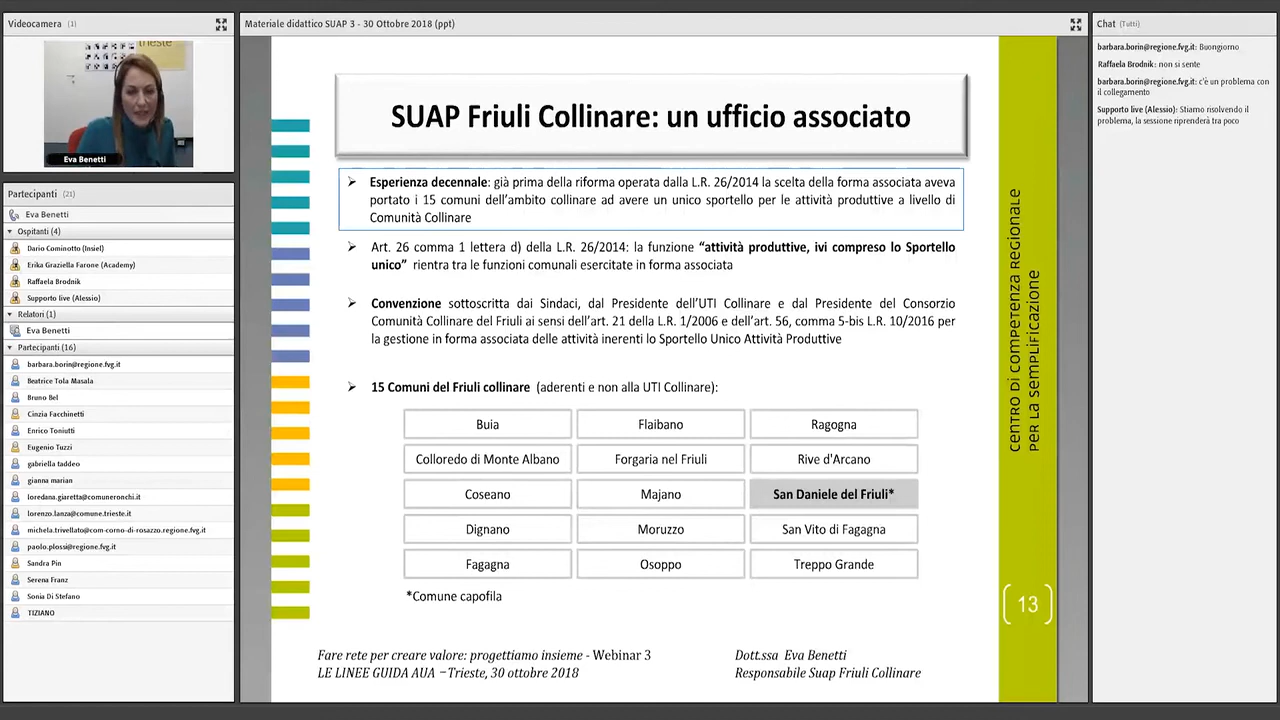 Videocamera (1)
trieste
Eva Benetti
Partecipanti (21)
Eva Benetti
Ospitanti (4)
Dario Cominotto (Insiel)
Erika Graziella Farone (Academy)
Raffaela Brodnik
Supporto live (Alessio)
Relatori (1)
Eva Benetti
Partecipanti (16)
barbara.borin@regione.fvg.it
Beatrice Tola Masala
Bruno Bel
Cinzia Facchinetti
Enrico Toniutti
Eugenio Tuzzi
gabriella taddeo
gianna marian
loredana.giaretta@comuneronchi.it
lorenzo.lanza@comune.trieste.it
michela.trivellato@com-corno-di-rosazzo.regione.fvg.it
paolo.plossi@regione.fvg.it
Sandra Pin
Serena Franz
Sonia Di Stefano
TIZIANO
Materiale didattico SUAP 3 - 30 Ottobre 2018 (ppt)
SUAP Friuli Collinare: un ufficio associato
Esperienza decennale: già prima della riforma operata dalla L.R. 26/2014 la scelta della forma associata aveva
portato i 15 comuni dell'ambito collinare ad avere un unico sportello per le attività produttive a livello di
Comunità Collinare
Art. 26 comma 1 lettera d) della L.R. 26/2014: la funzione “attività produttive, ivi compreso lo Sportello
unico” rientra tra le funzioni comunali esercitate in forma associata
Convenzione sottoscritta dai Sindaci, dal Presidente dell'UTI Collinare e dal Presidente del Consorzio
Comunità Collinare del Friuli ai sensi dell'art. 21 della L.R. 1/2006 e dell'art. 56, comma 5-bis L.R. 10/2016 per
la gestione in forma associata delle attività inerenti lo Sportello Unico Attività Produttive
15 Comuni del Friuli collinare (aderenti e non alla UTI Collinare):
Buia Flaibano Ragogna
Colloredo di Monte Albano Forgaria nel Friuli Rive d'Arcano
Coseano Majano San Daniele del Friuli*
Dignano Moruzzo San Vito di Fagagna
Fagagna Osoppo Treppo Grande
*Comune capofila
Fare rete per creare valore: progettiamo insieme - Webinar 3
LE LINEE GUIDA AUA –Trieste, 30 ottobre 2018
Dott.ssa Eva Benetti
Responsabile Suap Friuli Collinare
CENTRO DI COMPETENZA REGIONALE
PER LA SEMPLIFICAZIONE
13
Chat (Tutti)
barbara.borin@regione.fvg.it: Buongiorno
Raffaela Brodnik: non si sente
barbara.borin@regione.fvg.it: c'è un problema con
il collegamento
Supporto live (Alessio): Stiamo risolvendo il
problema, la sessione riprenderà tra poco